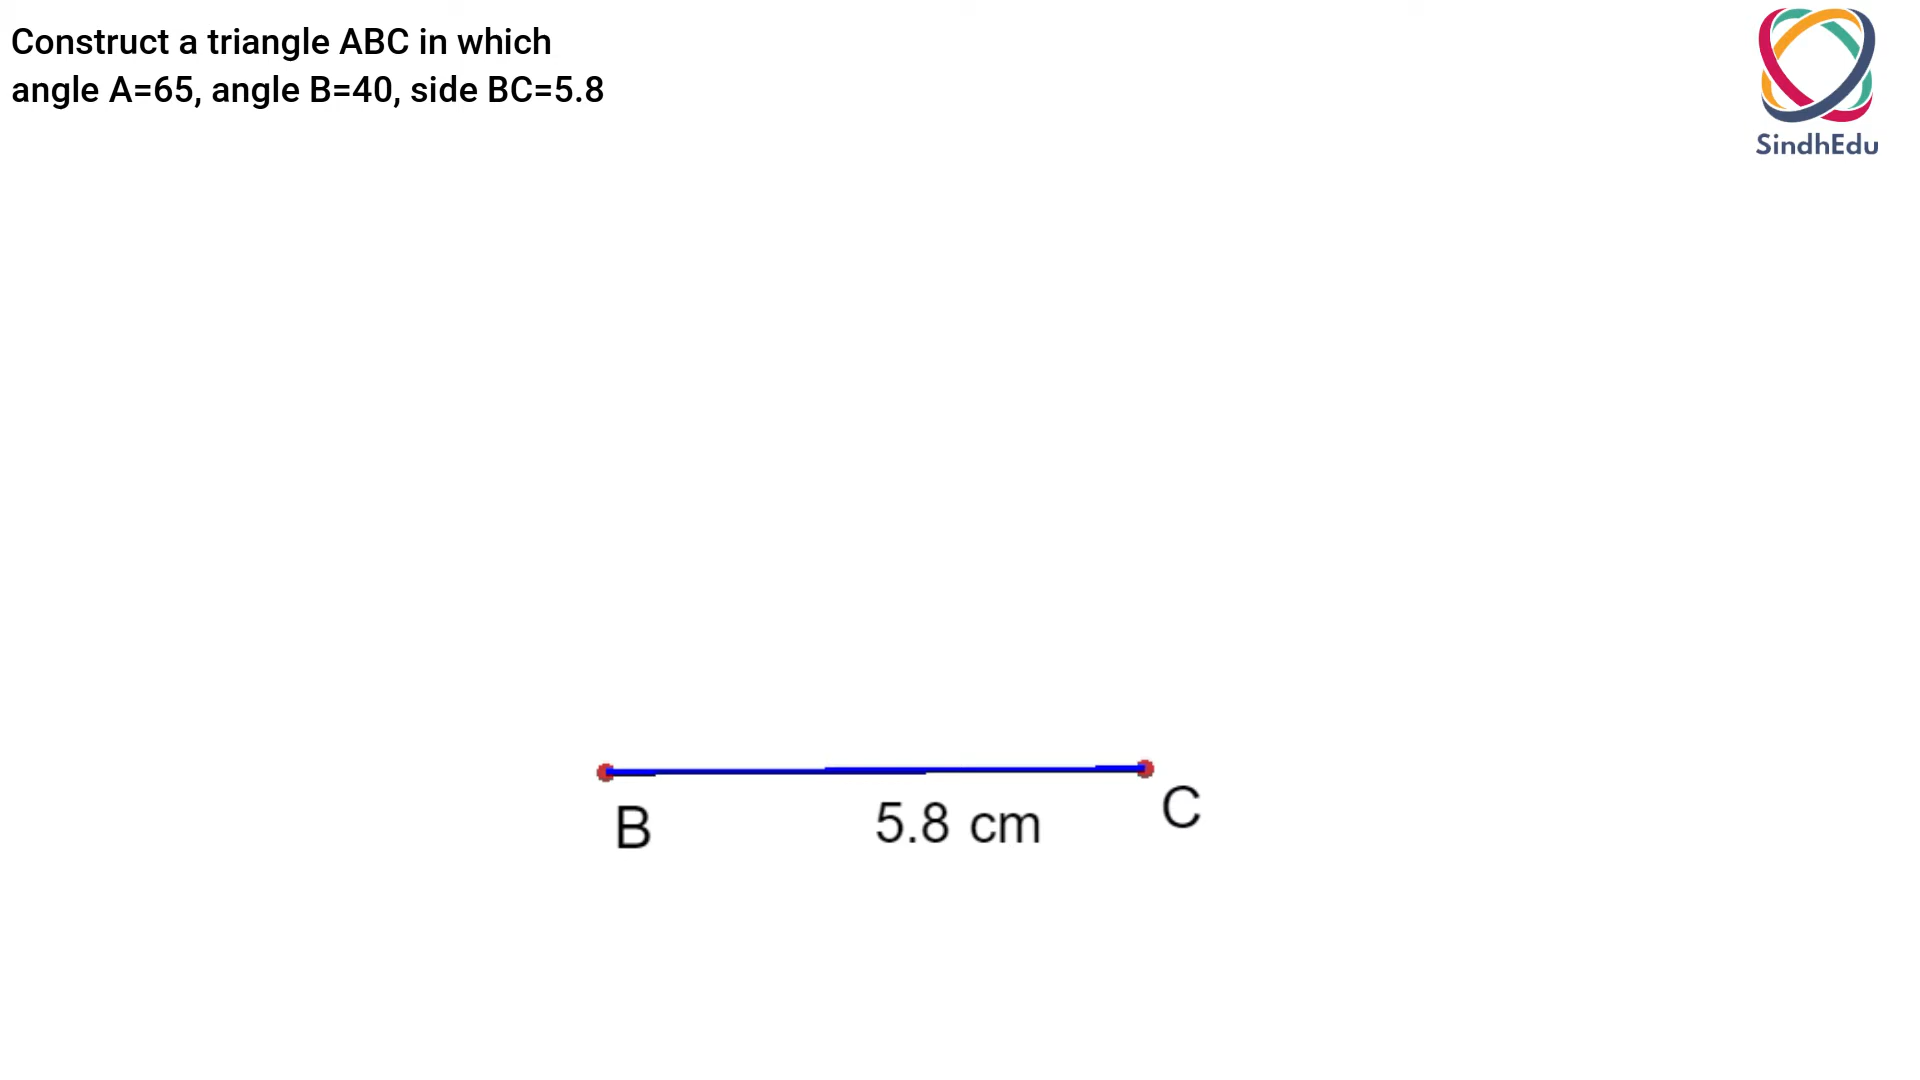 Construct a triangle ABC in which
angle A=65, angle B=40, side BC=5.8
SindhEdu
B
5.8 cm
C